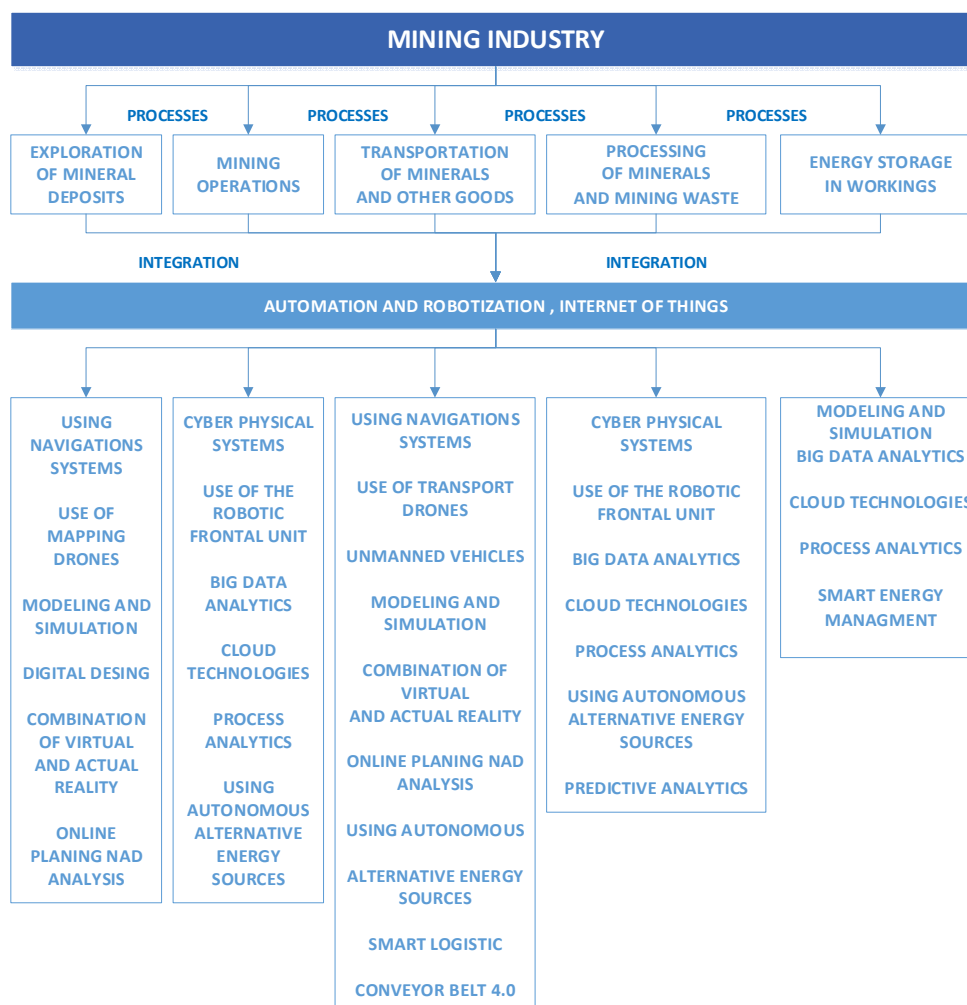 MINING INDUSTRY
PROCESSES
PROCESSES
PROCESSES
PROCESSES
EXPLORATION
OF MINERAL
DEPOSITS
MINING
OPERATIONS
TRANSPORTATION
OF MINERALS
AND OTHER GOODS
PROCESSING
OF MINERALS
AND MINING WASTE
ENERGY STORAGE
IN WORKINGS
INTEGRATION
INTEGRATION
AUTOMATION AND ROBOTIZATION , INTERNET OF THINGS
USING
NAVIGATIONS
SYSTEMS
USE OF
MAPPING
DRONES
MODELING AND
SIMULATION
DIGITAL DESING
COMBINATION
OF VIRTUAL
AND ACTUAL
REALITY
ONLINE
PLANING NAD
ANALYSIS
CYBER PHYSICAL
SYSTEMS
USE OF THE
ROBOTIC
FRONTAL UNIT
BIG DATA
ANALYTICS
CLOUD
TECHNOLOGIES
PROCESS
ANALYTICS
USING
AUTONOMOUS
ALTERNATIVE
ENERGY
SOURCES
USING NAVIGATIONS
SYSTEMS
USE OF TRANSPORT
DRONES
UNMANNED VEHICLES
MODELING AND
SIMULATION
COMBINATION OF
VIRTUAL
AND ACTUAL REALITY
ONLINE PLANING NAD
ANALYSIS
USING AUTONOMOUS
ALTERNATIVE ENERGY
SOURCES
SMART LOGISTIC
CONVEYOR BELT 4.0
CYBER PHYSICAL
SYSTEMS
USE OF THE ROBOTIC
FRONTAL UNIT
BIG DATA ANALYTICS
CLOUD TECHNOLOGIES
PROCESS ANALYTICS
USING AUTONOMOUS
ALTERNATIVE ENERGY
SOURCES
PREDICTIVE ANALYTICS
MODELING AND
SIMULATION
BIG DATA ANALYTICS
CLOUD TECHNOLOGIES
PROCESS ANALYTICS
SMART ENERGY
MANAGMENT